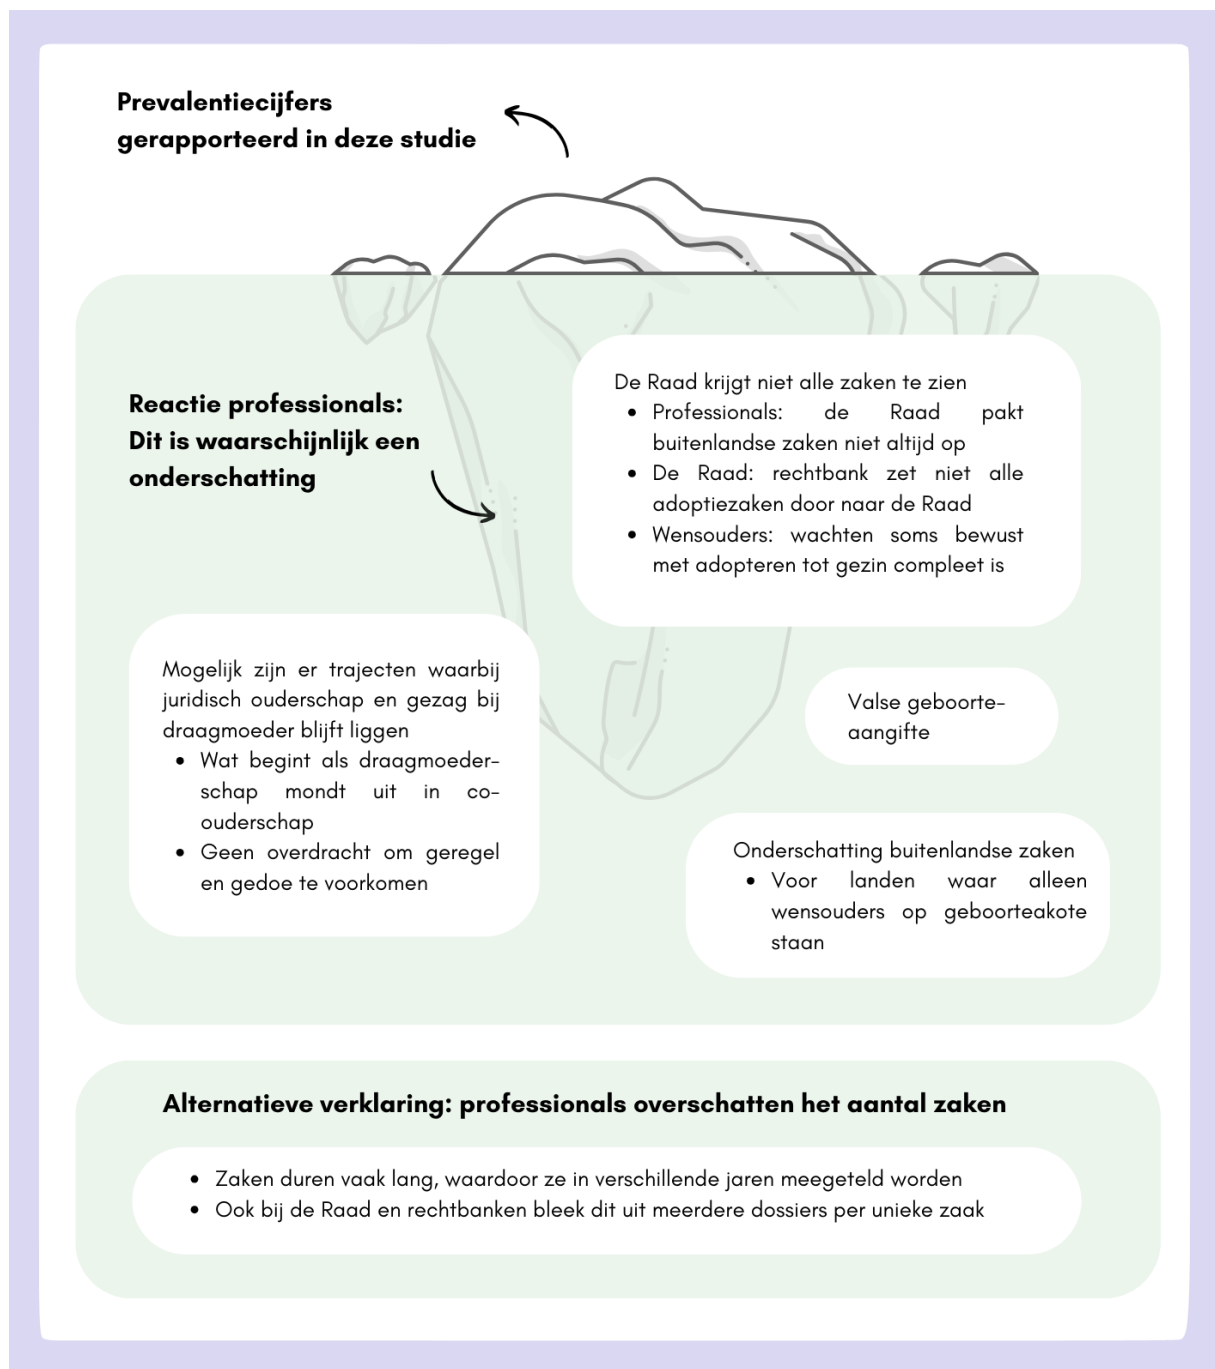 Prevalentiecijfers
gerapporteerd in deze studie
Reactie professionals:
Dit is waarschijnlijk een
onderschatting
De Raad krijgt niet alle zaken te zien
• Professionals: de Raad pakt
buitenlandse zaken niet altijd op
• De Raad: rechtbank zet niet alle
adoptiezaken door naar de Raad
• Wensouders: wachten soms bewust
met adopteren tot gezin compleet is
Mogelijk zijn er trajecten waarbij
juridisch ouderschap en gezag bij
draagmoeder blijft liggen
• Wat begint als draagmoeder-
schap mondt uit in co-
ouderschap
• Geen overdracht om geregel
en gedoe te voorkomen
Valse geboorte-
aangifte
Onderschatting buitenlandse zaken
• Voor landen waar alleen
wensouders op geboorteakote
staan
Alternatieve verklaring: professionals overschatten het aantal zaken
• Zaken duren vaak lang, waardoor ze in verschillende jaren meegeteld worden
• Ook bij de Raad en rechtbanken bleek dit uit meerdere dossiers per unieke zaak